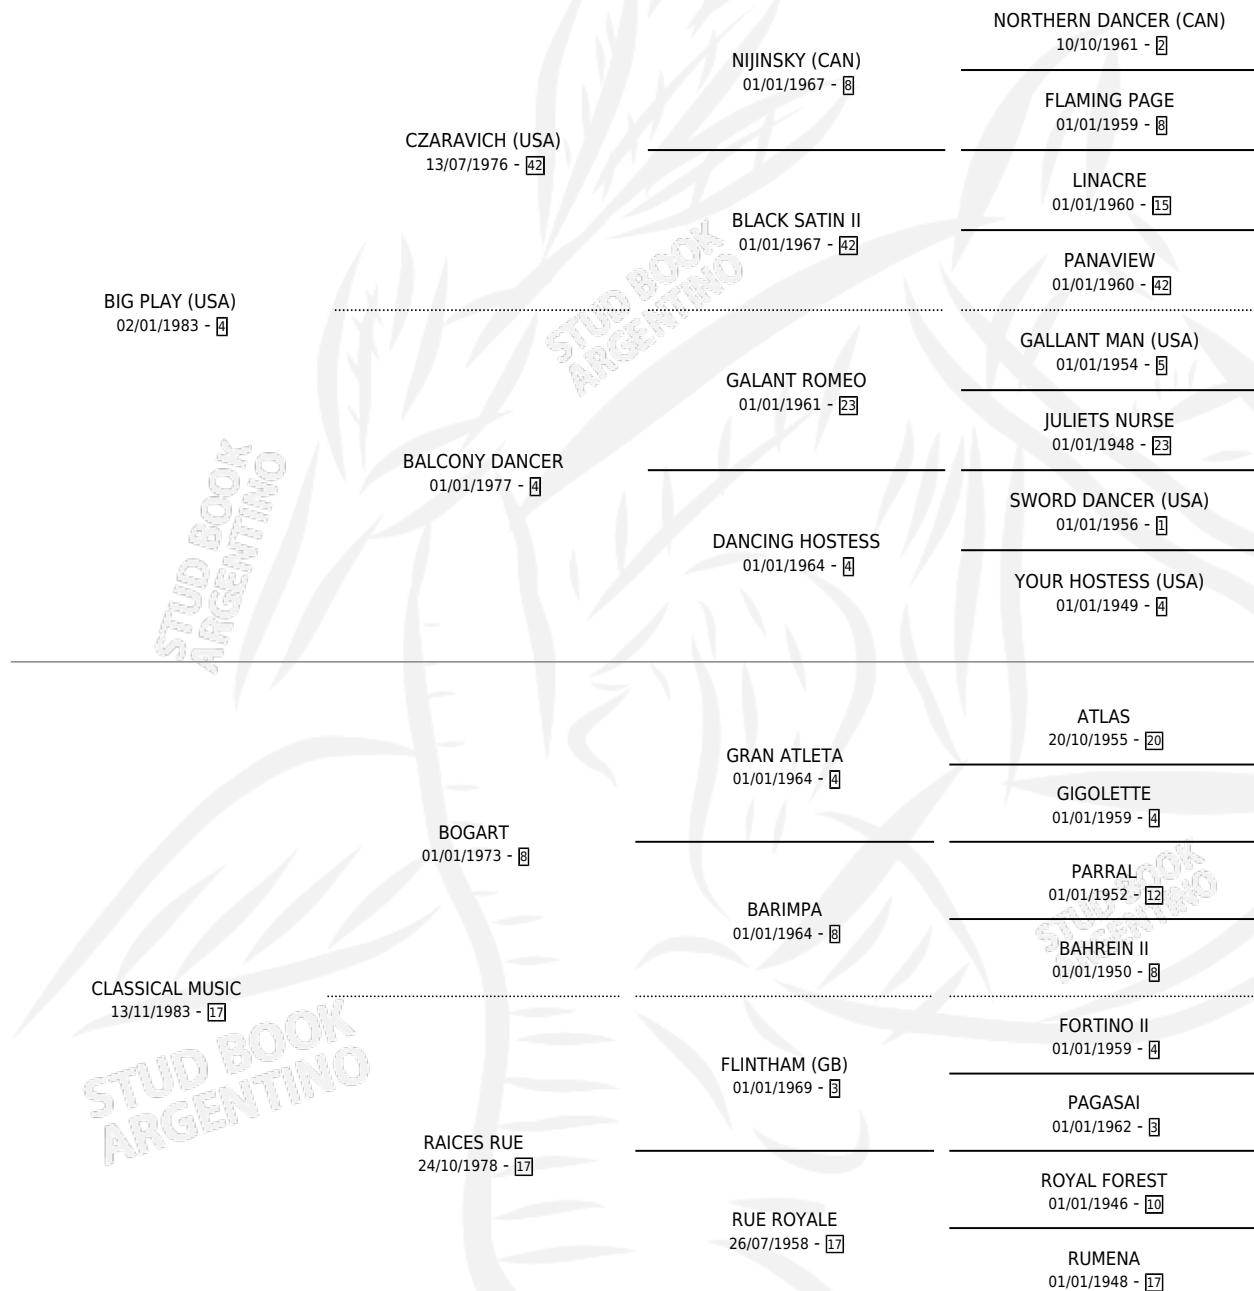 NORTHERN DANCER (CAN)
10/10/1961 - 2
NIJINSKY (CAN)
01/01/1967 - 8
FLAMING PAGE
01/01/1959 - 8
CZARAVICH (USA)
13/07/1976 - 42
LINACRE
01/01/1960 - 15
BLACK SATIN II
01/01/1967 - 42
PANAVIEW
01/01/1960 - 42
BIG PLAY (USA)
02/01/1983 - 4
STUD BOOK
ARGENTINO
GALLANT MAN (USA)
01/01/1954 - 5
GALANT ROMEO
01/01/1961 - 23
JULIETS NURSE
01/01/1948 - 23
BALCONY DANCER
01/01/1977 - 4
SWORD DANCER (USA)
01/01/1956 - 1
DANCING HOSTESS
01/01/1964 - 4
YOUR HOSTESS (USA)
01/01/1949 - 4
STUD BOOK
ARGENTINO
ATLAS
20/10/1955 - 20
GRAN ATLETA
01/01/1964 - 4
GIGOLETTE
01/01/1959 - 4
BOGART
01/01/1973 - 8
PARRAL
01/01/1952 - 12
BARIMPA
01/01/1964 - 8
STUD BOOK
ARGENTINO
BAHREIN II
01/01/1950 - 8
CLASSICAL MUSIC
13/11/1983 - 17
STUD BOOK
ARGENTINO
FORTINO II
01/01/1959 - 4
FLINTHAM (GB)
01/01/1969 - 3
PAGASAI
01/01/1962 - 3
RAICES RUE
24/10/1978 - 17
ROYAL FOREST
01/01/1946 - 10
RUE ROYALE
26/07/1958 - 17
RUMENA
01/01/1948 - 17